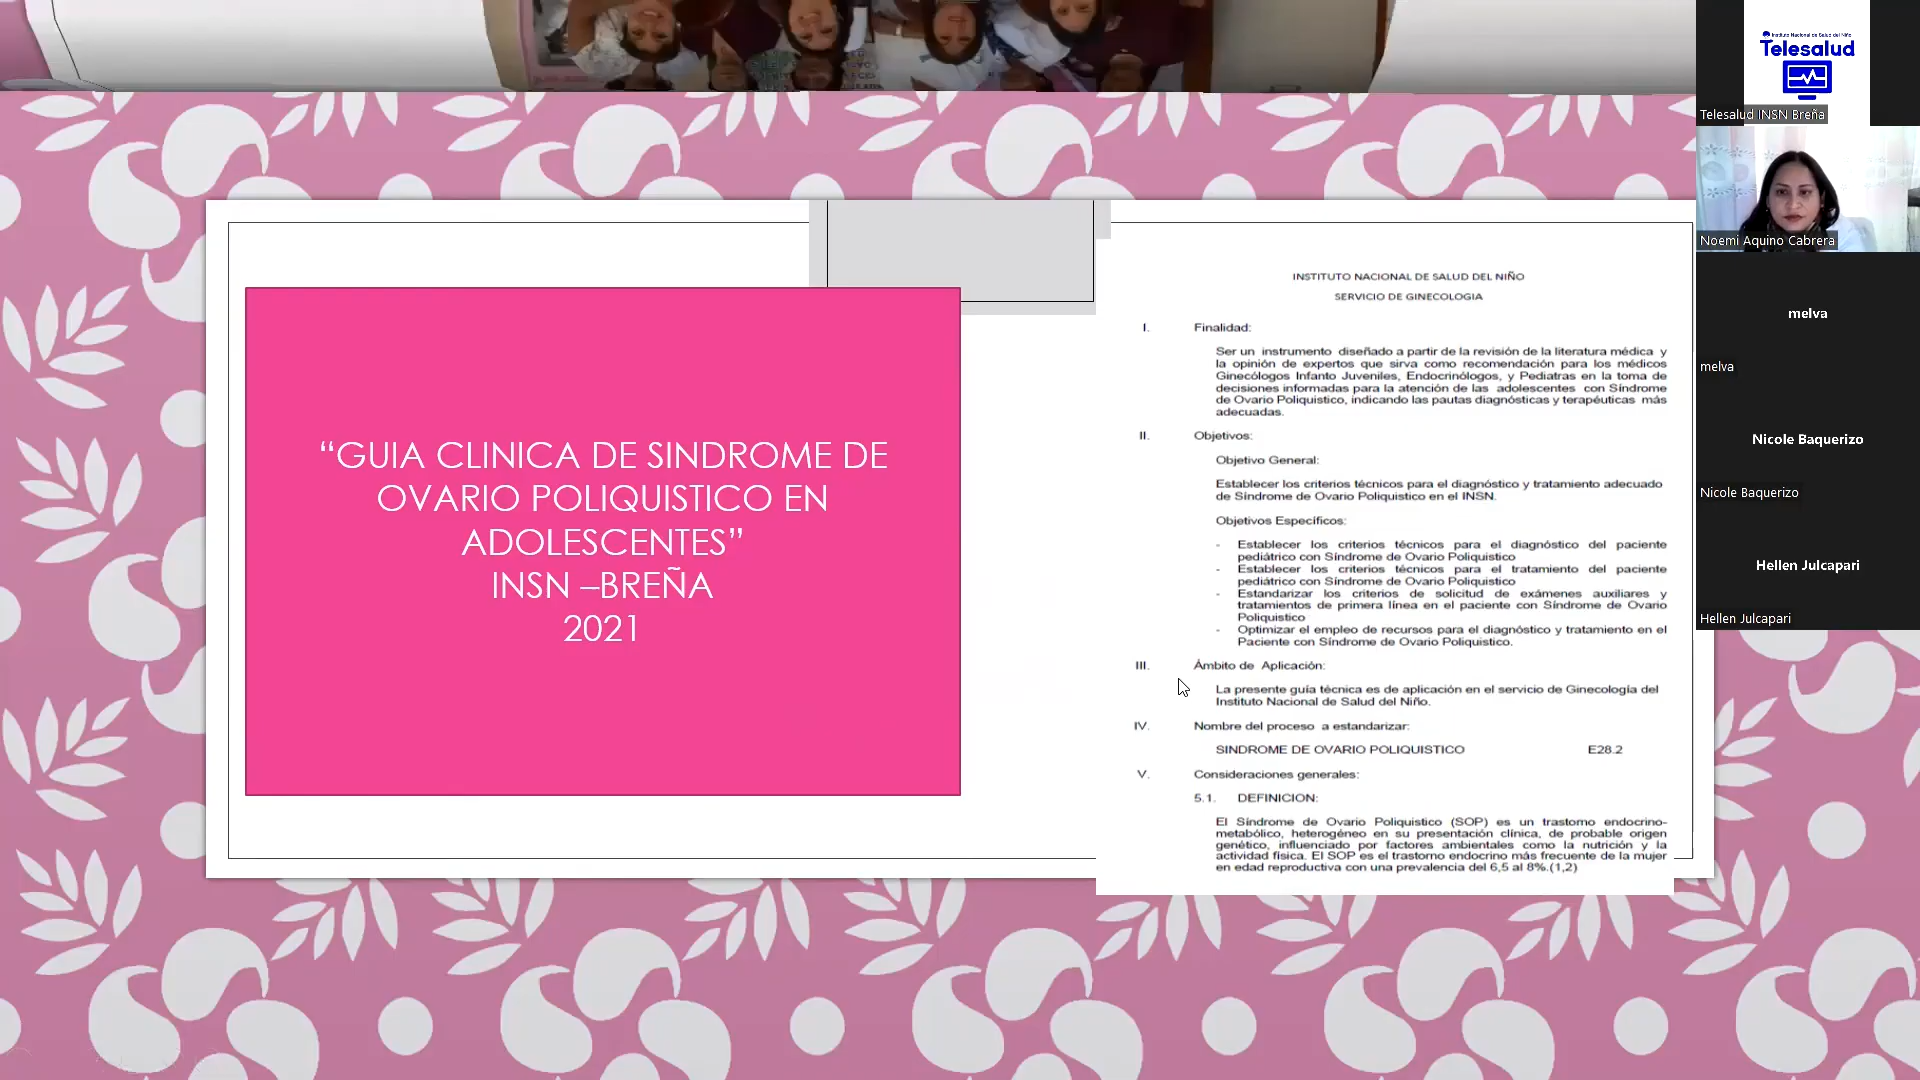 “GUIA CLINICA DE SINDROME DE
OVARIO POLIQUISTICO EN
ADOLESCENTES”
INSN –BREÑA
2021
INSTITUTO NACIONAL DE SALUD DEL NIÑO
SERVICIO DE GINECOLOGIA
I. Finalidad:
Ser un instrumento diseñado a partir de la revisión de la literatura médica y
la opinión de expertos que sirva como recomendación para los médicos
Ginecólogos Infanto Juveniles, Endocrinólogos, y Pediatras en la toma de
decisiones informadas para la atención de las adolescentes con Síndrome
de Ovario Poliquistico, indicando las pautas diagnósticas y terapéuticas más
adecuadas.
II. Objetivos:
Objetivo General:
Establecer los criterios técnicos para el diagnóstico y tratamiento adecuado
de Síndrome de Ovario Poliquistico en el INSN.
Objetivos Específicos:
- Establecer los criterios técnicos para el diagnóstico del paciente
pediátrico con Síndrome de Ovario Poliquistico
- Establecer los criterios técnicos para el tratamiento del paciente
pediátrico con Síndrome de Ovario Poliquistico
- Estandarizar los criterios de solicitud de exámenes auxiliares y
tratamientos de primera línea en el paciente con Síndrome de Ovario
Poliquistico
- Optimizar el empleo de recursos para el diagnóstico y tratamiento en el
Paciente con Síndrome de Ovario Poliquistico.
III. Ámbito de Aplicación:
La presente guía técnica es de aplicación en el servicio de Ginecología del
Instituto Nacional de Salud del Niño.
IV. Nombre del proceso a estandarizar:
SINDROME DE OVARIO POLIQUISTICO E28.2
V. Consideraciones generales:
5.1. DEFINICION:
El Síndrome de Ovario Poliquistico (SOP) es un trastorno endocrino-
metabólico, heterogéneo en su presentación clínica, de probable origen
genético, influenciado por factores ambientales como la nutrición y la
actividad física. El SOP es el trastorno endocrino más frecuente de la mujer
en edad reproductiva con una prevalencia del 6,5 al 8%.(1,2)
Instituto Nacional de Salud del Niño
Telesalud
Telesalud INSN Breña
Noemi Aquino Cabrera
melva
melva
Nicole Baquerizo
Nicole Baquerizo
Hellen Julcapari
Hellen Julcapari